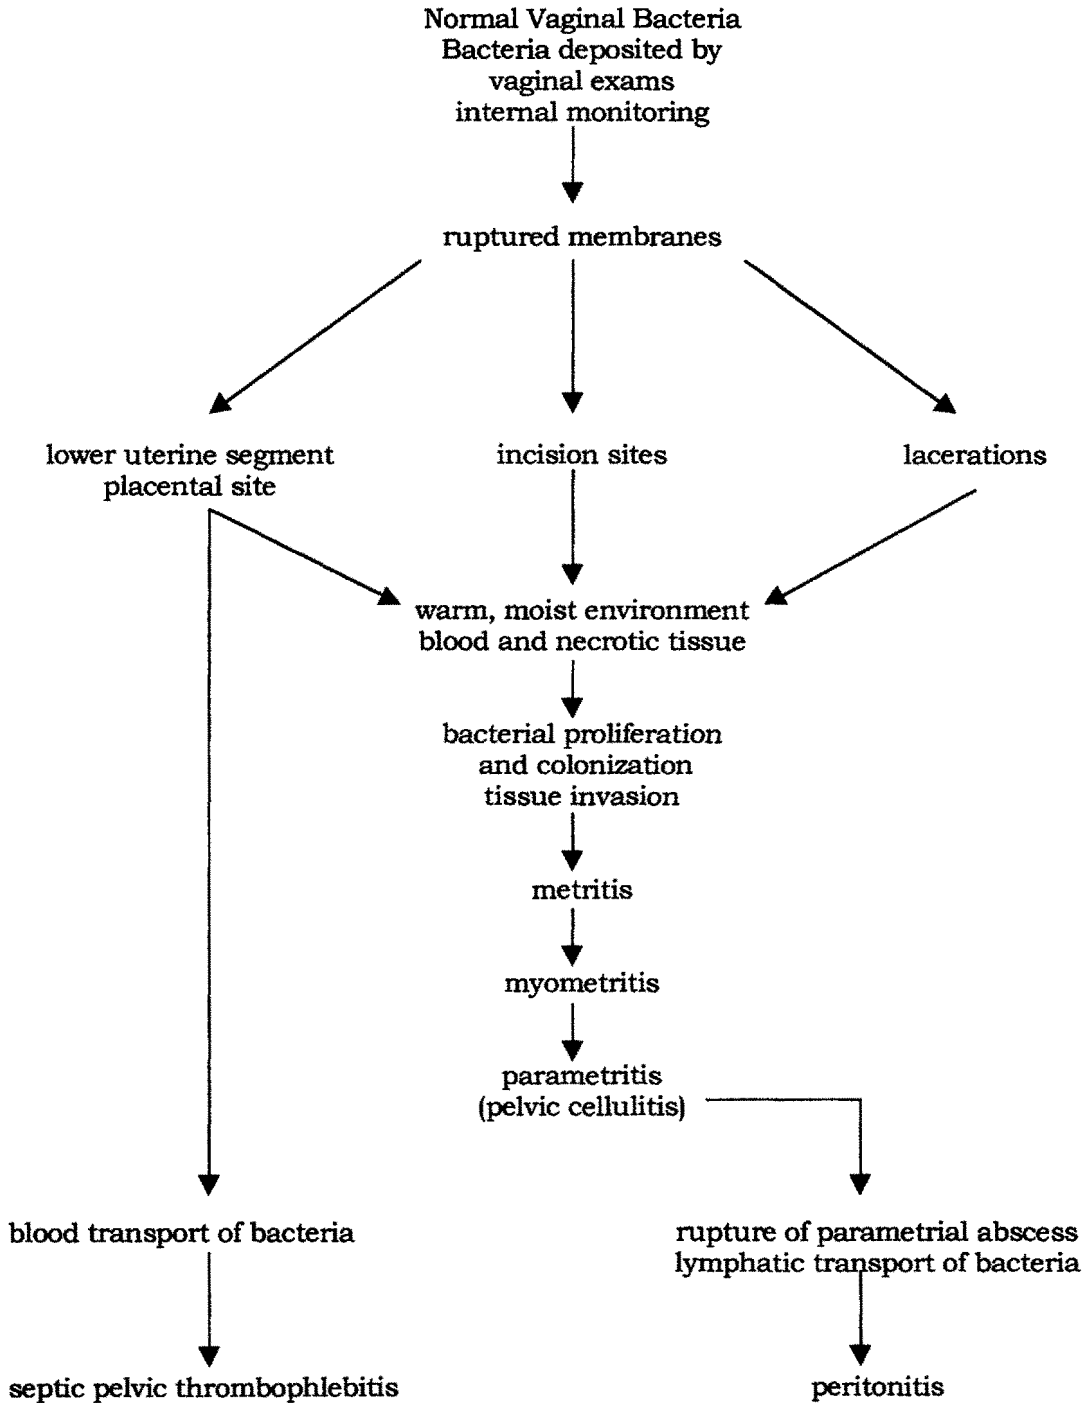 Normal Vaginal Bacteria
Bacteria deposited by
vaginal exams
internal monitoring
ruptured membranes
lower uterine segment
placental site
incision sites
lacerations
warm, moist environment
blood and necrotic tissue
bacterial proliferation
and colonization
tissue invasion
metritis
myometritis
parametritis
(pelvic cellulitis)
blood transport of bacteria
rupture of parametrial abscess
lymphatic transport of bacteria
septic pelvic thrombophlebitis
peritonitis